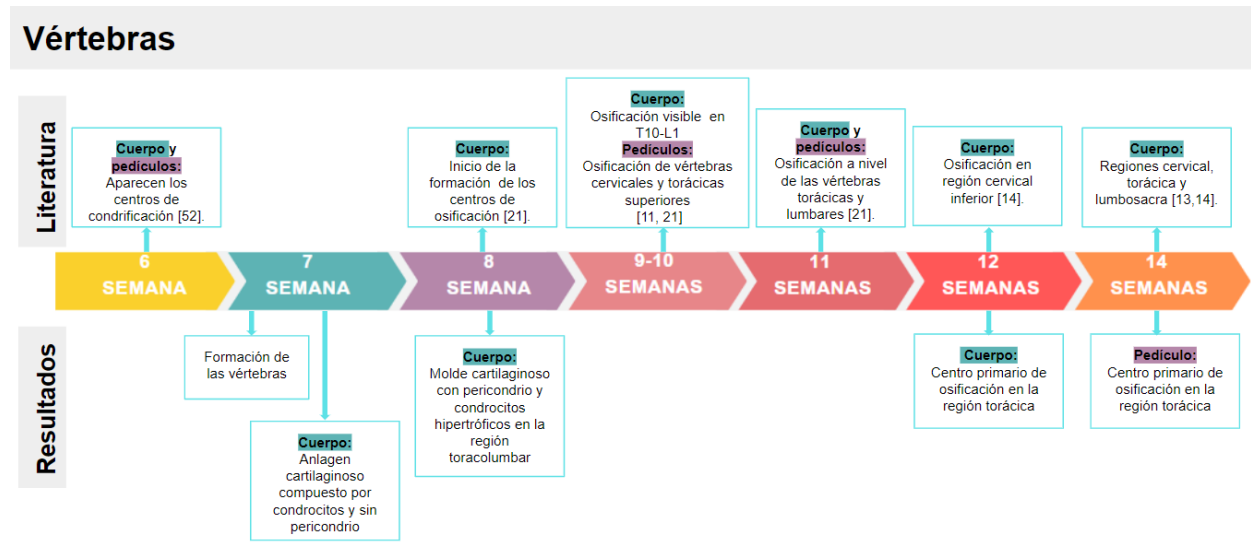 Vértebras
Literatura
Cuerpo y
pedículos:
Aparecen los
centros de
condrificación [52].
Cuerpo:
Inicio de la
formación de los
centros de
osificación [21].
Cuerpo:
Osificación visible en
T10-L1
Pedículos:
Osificación de vértebras
cervicales y torácicas
superiores
[11, 21]
Cuerpo y
pedículos:
Osificación a nivel
de las vértebras
torácicas y
lumbares [21].
Cuerpo:
Osificación en
región cervical
inferior [14].
Cuerpo:
Regiones cervical,
torácica y
lumbosacra [13,14].
6
SEMANA
7
SEMANA
8
SEMANA
9-10
SEMANAS
11
SEMANAS
12
SEMANAS
14
SEMANAS
Resultados
Formación de
las vértebras
Cuerpo:
Anlagen
cartilaginoso
compuesto por
condrocitos y sin
pericondrio
Cuerpo:
Molde cartilaginoso
con pericondrio y
condrocitos
hipertróficos en la
región
toracolumbar
Cuerpo:
Centro primario de
osificación en la
región torácica
Pedículo:
Centro primario de
osificación en la
región torácica